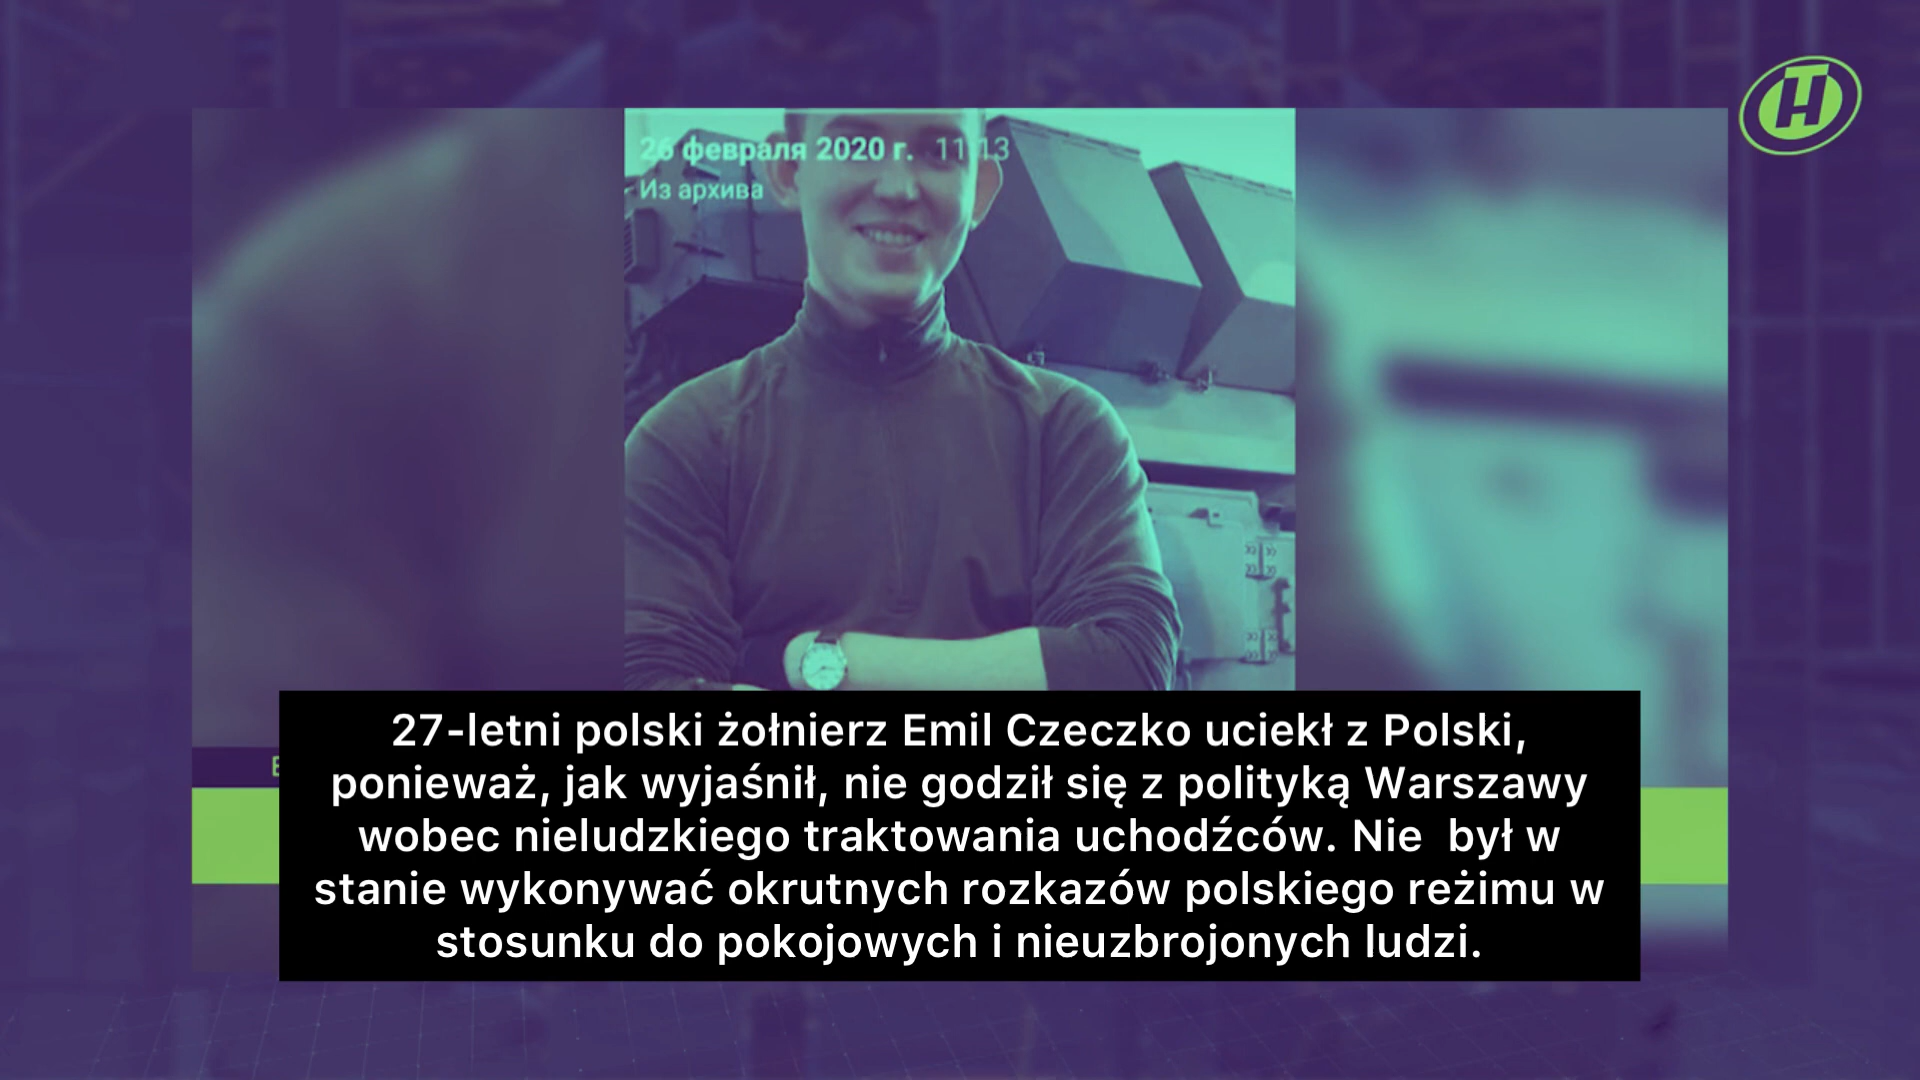 26 февраля 2020 г. 11:13
Из архива
27-letni polski żołnierz Emil Czeczko uciekł z Polski,
ponieważ, jak wyjaśnił, nie godził się z polityką Warszawy
wobec nieludzkiego traktowania uchodźców. Nie  był w
stanie wykonywać okrutnych rozkazów polskiego reżimu w
stosunku do pokojowych i nieuzbrojonych ludzi.